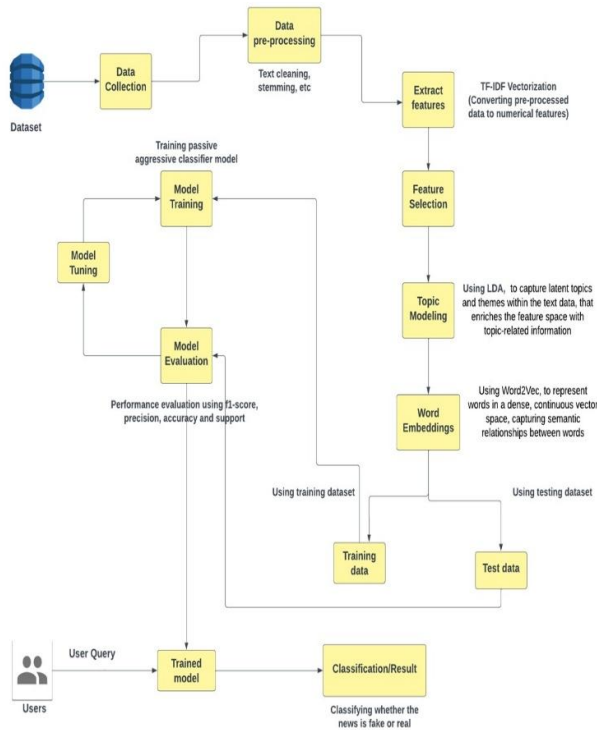 Data
pre-processing
Text cleaning,
stemming, etc
Data
Collection
Dataset
Extract
features
TF-IDF Vectorization
(Converting pre-processed
data to numerical features)
Training passive
aggressive classifier model
Model
Training
Feature
Selection
Model
Tuning
Topic
Modeling
Using LDA, to capture latent topics
and themes within the text data, that
enriches the feature space with
topic-related information
Model
Evaluation
Performance evaluation using f1-score,
precision, accuracy and support
Word
Embeddings
Using Word2Vec, to represent
words in a dense, continuous vector
space, capturing semantic
relationships between words
Using training dataset
Using testing dataset
Training
data
Test data
User Query
Users
Trained
model
Classification/Result
Classifying whether the
news is fake or real